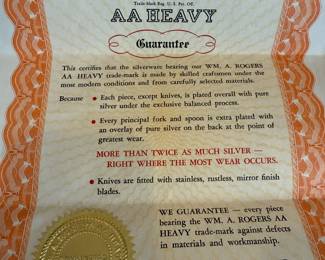 Trade-Mark Reg. U. S. Pat. Off.
AA HEAVY
Guarantee
This certifies that the silverware bearing our WM. A. ROGERS
AA HEAVY trade-mark is made by skilled craftsmen under the
most modern conditions and from carefully selected materials.
Because • Each piece, except knives, is plated overall with pure
silver under the exclusive balanced process.
• Every principal fork and spoon is extra plated with
an overlay of pure silver on the back at the point of
greatest wear.
MORE THAN TWICE AS MUCH SILVER —
RIGHT WHERE THE MOST WEAR OCCURS.
• Knives are fitted with stainless, rustless, mirror finish
blades.
WE GUARANTEE — every piece
bearing the WM. A. ROGERS AA
HEAVY trade-mark against defects
in materials and workmanship.